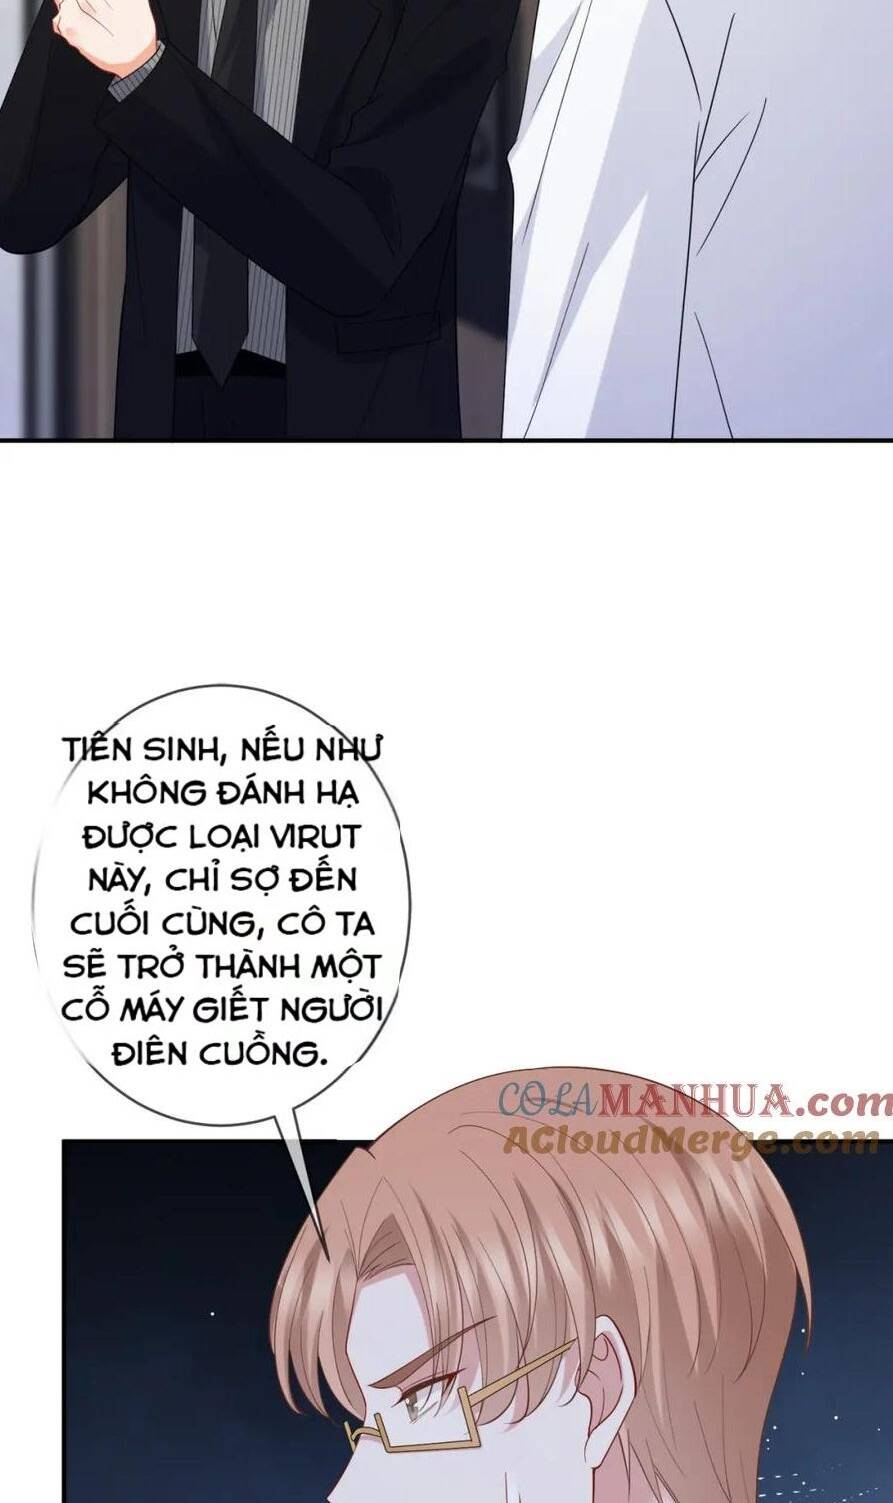 TIÊN SINH, NẾU NHƯ
KHÔNG ĐÁNH HẠ
ĐƯỢC LOẠI VIRUT
NÀY, CHỈ SỢ ĐẾN
CUỐI CÙNG, CÔ TA
SẼ TRỞ THÀNH MỘT
CỖ MÁY GIẾT NGƯỜI
ĐIÊN CUỒNG.
COLAMANHUA.com
AcloudMerge.com